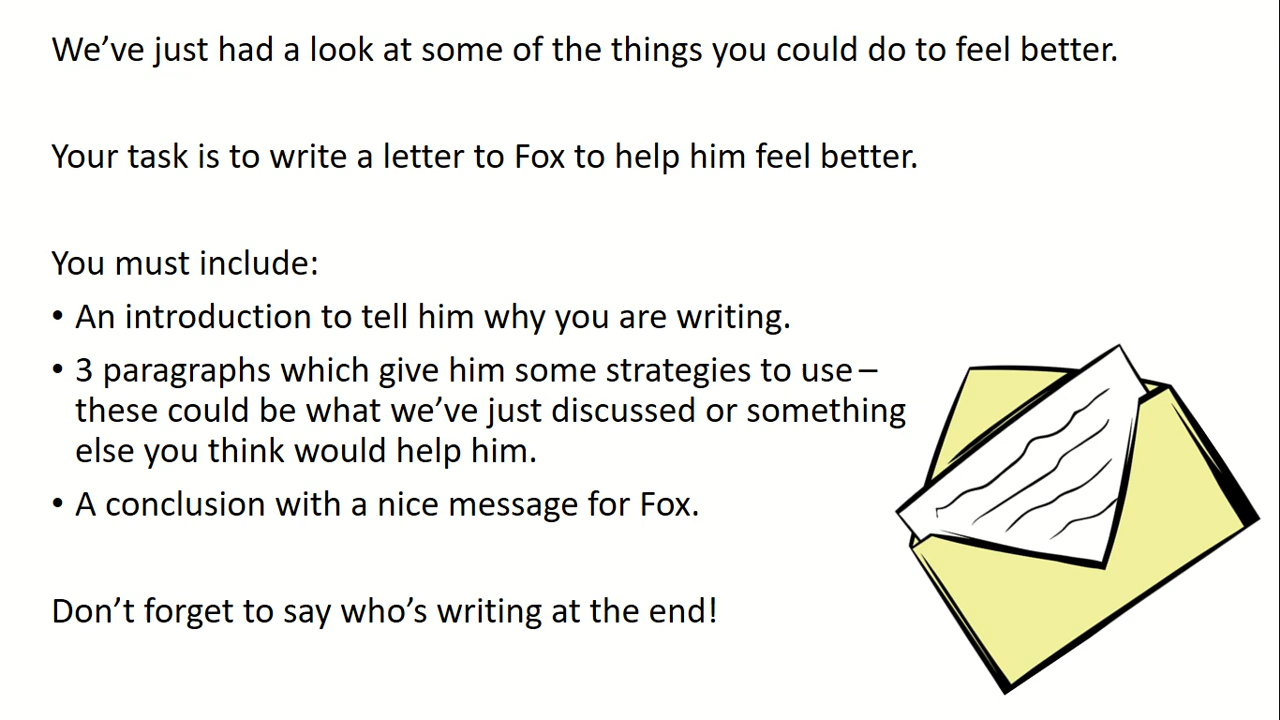 We’ve just had a look at some of the things you could do to feel better.
Your task is to write a letter to Fox to help him feel better.
You must include:
• An introduction to tell him why you are writing.
• 3 paragraphs which give him some strategies to use –
these could be what we’ve just discussed or something
else you think would help him.
• A conclusion with a nice message for Fox.
Don’t forget to say who’s writing at the end!